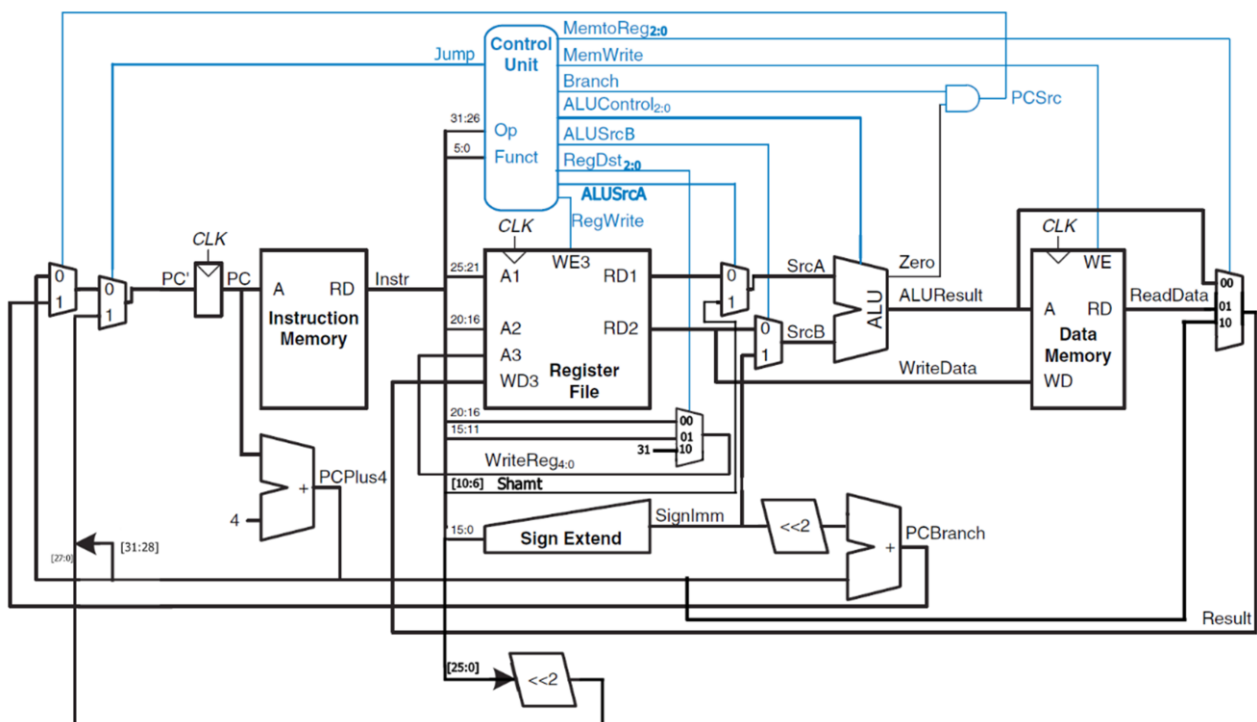 MemtoReg2:0
Control Unit
MemWrite
Jump
Branch
PCSrc
ALUControl2:0
31:26
Op
ALUSrcB
5:0
Funct
RegDst2:0
ALUSrcA
RegWrite
CLK
CLK
CLK
0
1
0
1
PC'
PC
A
RD
Instruction Memory
Instr
25:21
A1
WE3
RD1
0
1
SrcA
Zero
WE
00
01
10
20:16
A2
RD2
0
1
SrcB
ALU
ALUResult
A
RD
ReadData
A3
Data Memory
WD3
Register File
WriteData
WD
20:16
00
15:11
01
31
10
WriteReg4:0
PCPlus4
[10:6]
Shamt
+
4
SignImm
15:0
Sign Extend
<<2
PCBranch
+
[31:28]
[27:0]
Result
[25:0]
<<2